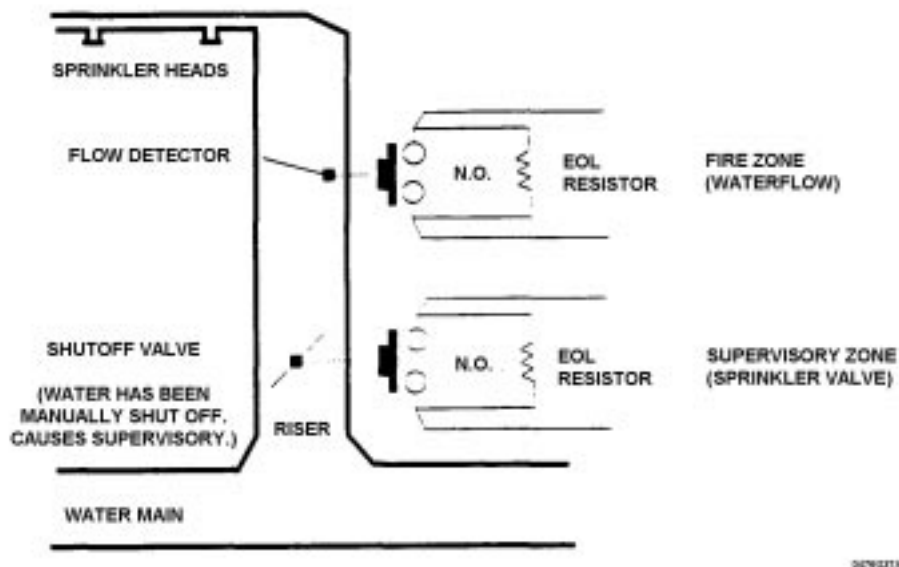 SPRINKLER HEADS
FLOW DETECTOR
N.O.
EOL
RESISTOR
FIRE ZONE
(WATERFLOW)
SHUTOFF VALVE
(WATER HAS BEEN
MANUALLY SHUT OFF.
CAUSES SUPERVISORY.)
RISER
N.O.
EOL
RESISTOR
SUPERVISORY ZONE
(SPRINKLER VALVE)
WATER MAIN